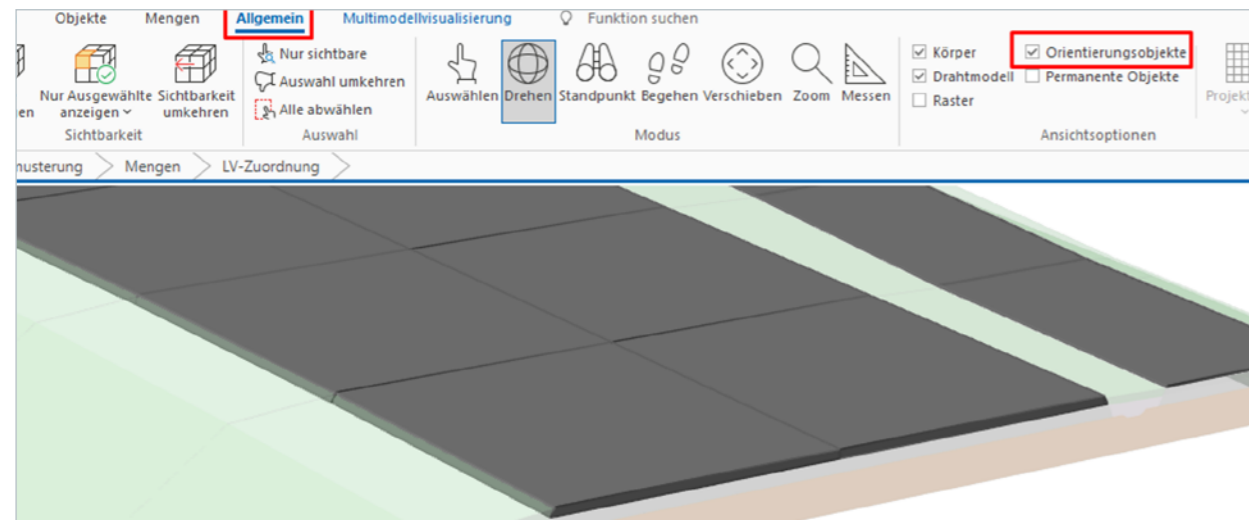 Objekte Mengen Allgemein Multimodellvisualisierung Funktion suchen
Nur Ausgewählte anzeigen
Sichtbarkeit umkehren
Sichtbarkeit
Nur sichtbare
Auswahl umkehren
Alle abwählen
Auswahl
Auswählen Drehen Standpunkt Begehen Verschieben Zoom Messen
Modus
Körper
Drahtmodell
Raster
Orientierungsobjekte
Permanente Objekte
Ansichtsoptionen
Mengen LV-Zuordnung